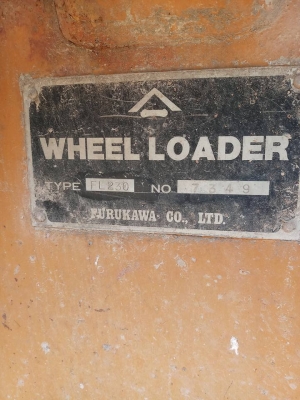 WHEEL LOADER
TYPE FL230 NO. 7349
FURUKAWA CO., LTD.